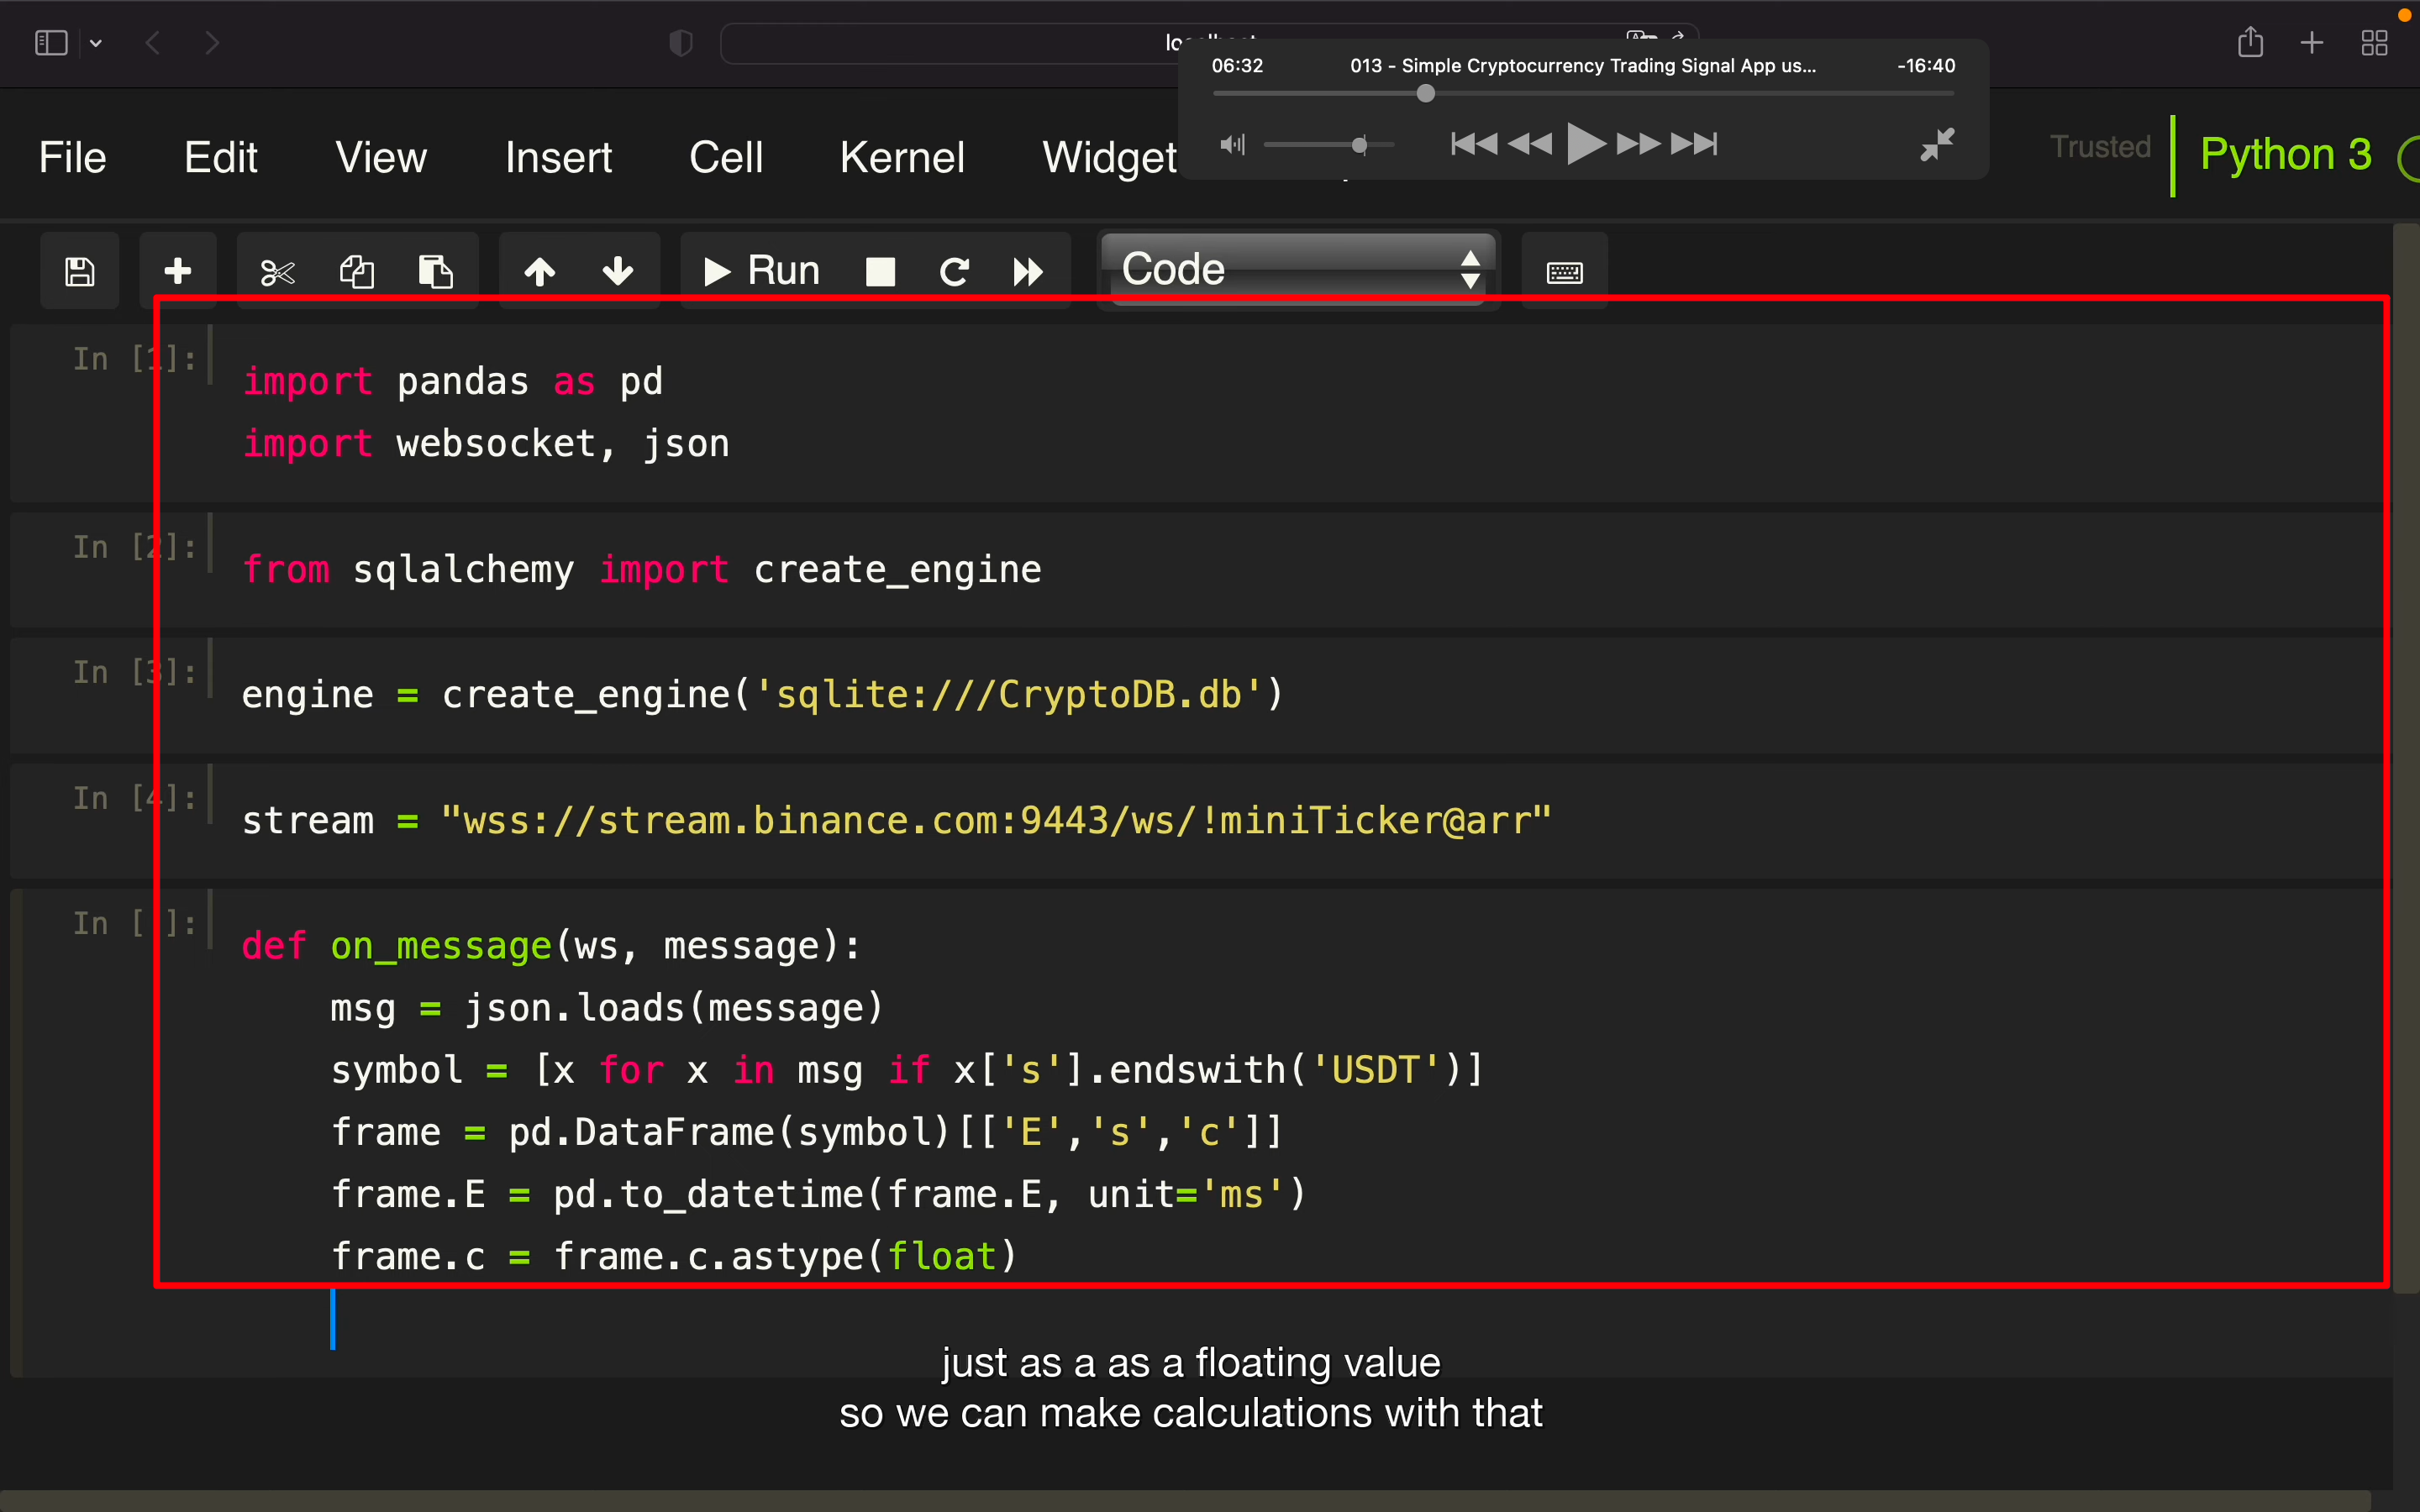 06:32 013 - Simple Cryptocurrency Trading Signal App us... -16:40
File Edit View Insert Cell Kernel Widget Trusted Python 3
Run Code
In [1]:
import pandas as pd
import websocket, json
In [2]:
from sqlalchemy import create_engine
In [3]:
engine = create_engine('sqlite:///CryptoDB.db')
In [4]:
stream = "wss://stream.binance.com:9443/ws/!miniTicker@arr"
In [ ]:
def on_message(ws, message):
    msg = json.loads(message)
    symbol = [x for x in msg if x['s'].endswith('USDT')]
    frame = pd.DataFrame(symbol)[['E','s','c']]
    frame.E = pd.to_datetime(frame.E, unit='ms')
    frame.c = frame.c.astype(float)
just as a as a floating value
so we can make calculations with that